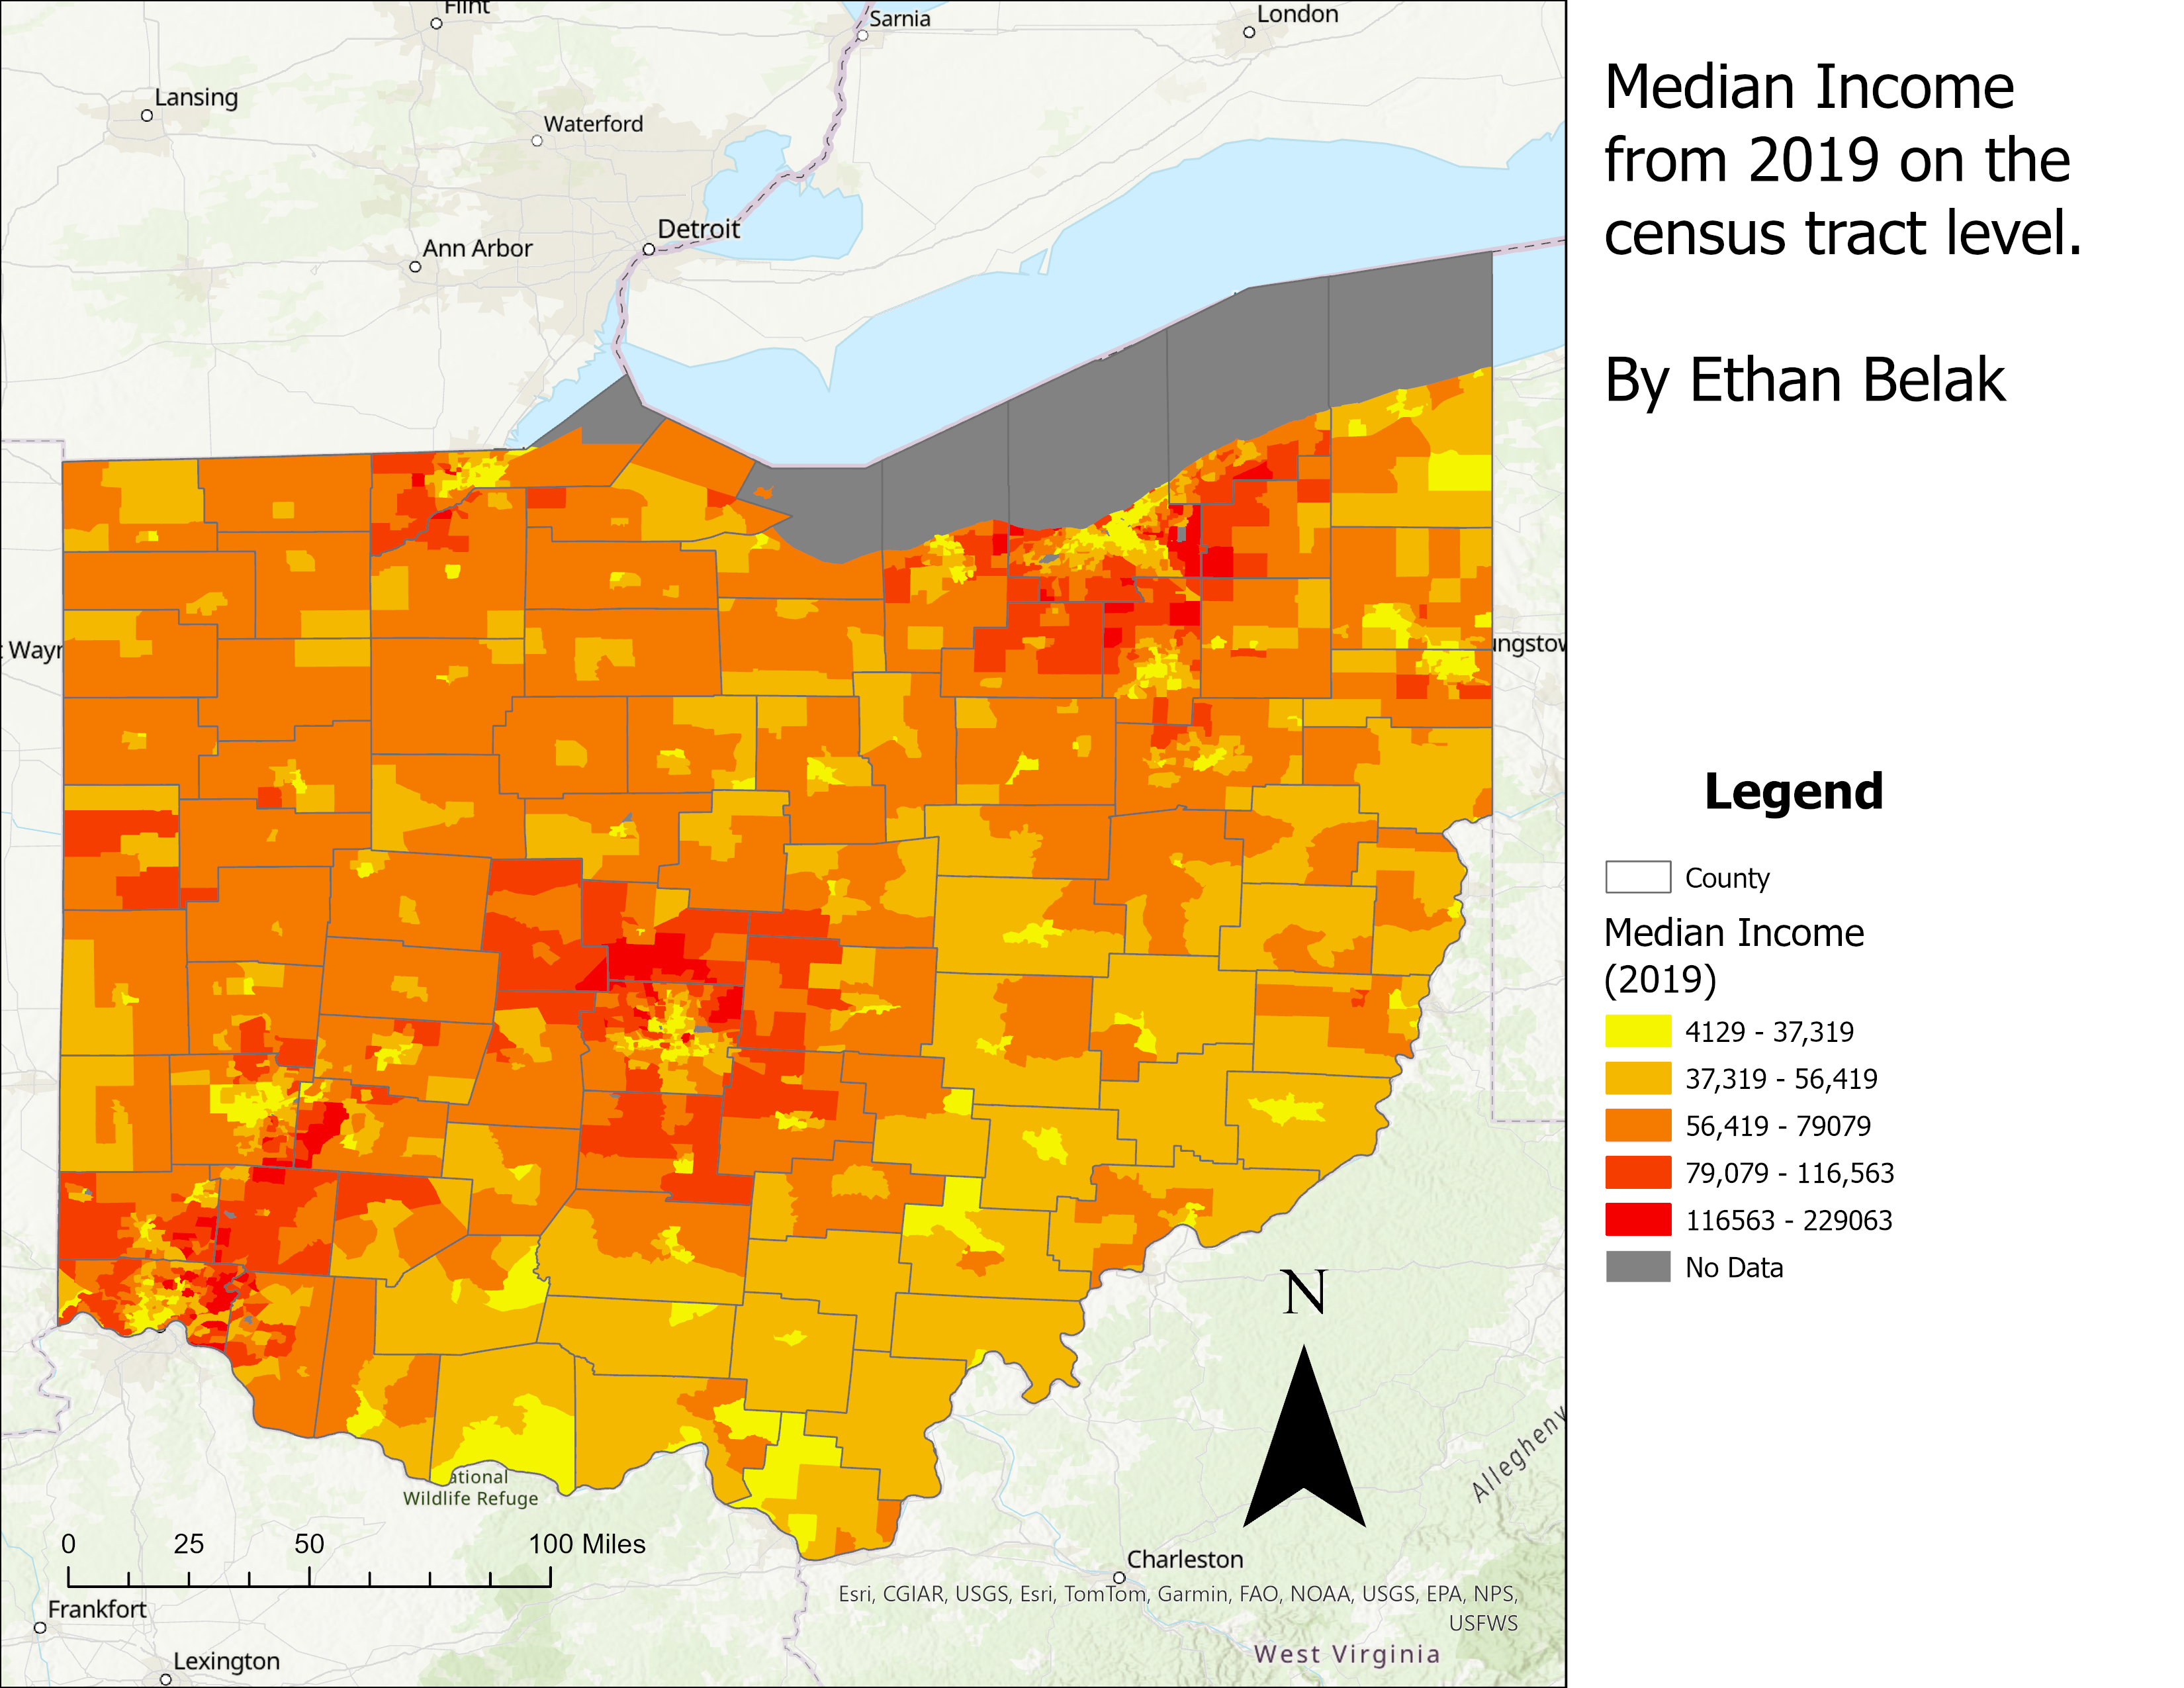 Median Income
from 2019 on the
census tract level.
By Ethan Belak
Legend
County
Median Income
(2019)
4129 - 37,319
37,319 - 56,419
56,419 - 79079
79,079 - 116,563
116563 - 229063
No Data
Flint
Sarnia
London
Lansing
Waterford
Detroit
Ann Arbor
t Wayn
ungstow
N
ational
Wildlife Refuge
Allegheny
0 25 50 100 Miles
Charleston
Esri, CGIAR, USGS, Esri, TomTom, Garmin, FAO, NOAA, USGS, EPA, NPS,
USFWS
Frankfort
Lexington
West Virginia